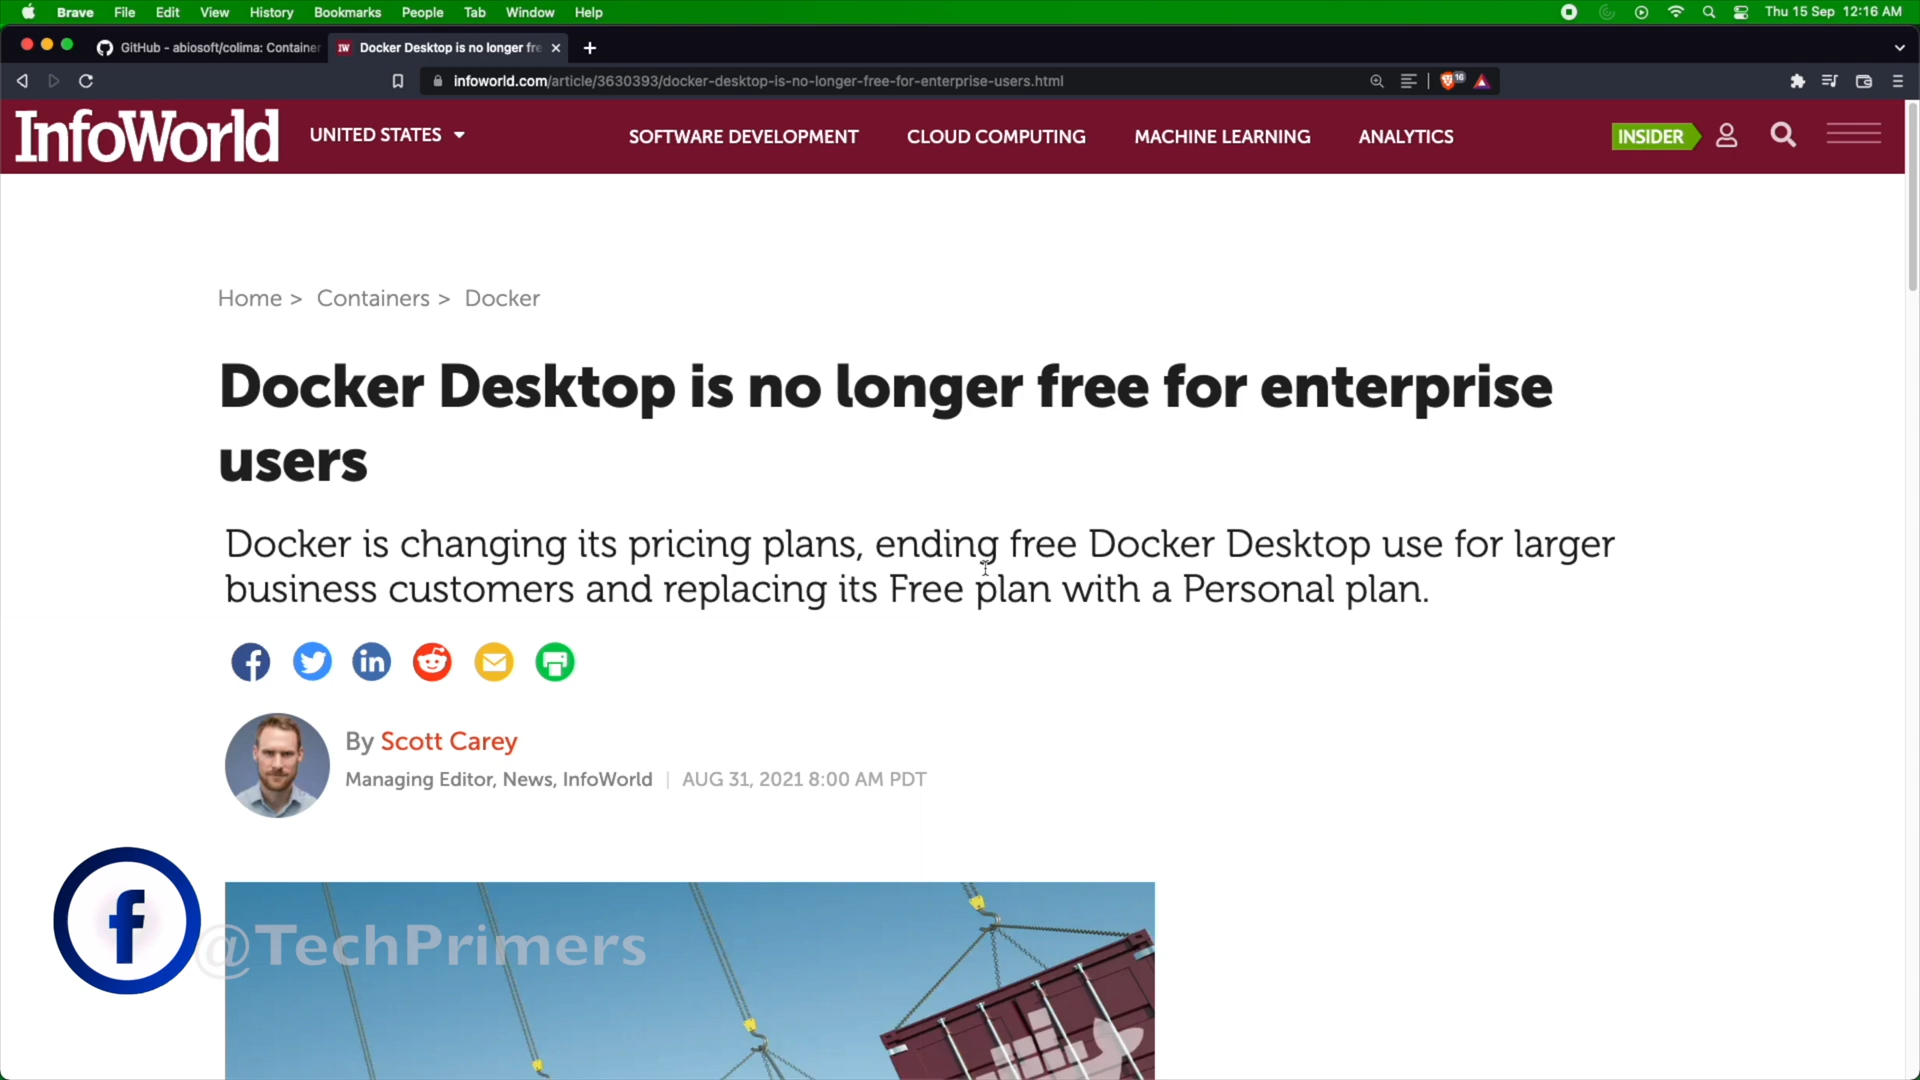 Brave File Edit View History Bookmarks People Tab Window Help Thu 15 Sep 12:16 AM
GitHub - abiosoft/colima: Container IW Docker Desktop is no longer fre
infoworld.com/article/3630393/docker-desktop-is-no-longer-free-for-enterprise-users.html 16
InfoWorld UNITED STATES SOFTWARE DEVELOPMENT CLOUD COMPUTING MACHINE LEARNING ANALYTICS INSIDER
Home > Containers > Docker
Docker Desktop is no longer free for enterprise
users
Docker is changing its pricing plans, ending free Docker Desktop use for larger
business customers and replacing its Free plan with a Personal plan.
By Scott Carey
Managing Editor, News, InfoWorld | AUG 31, 2021 8:00 AM PDT
@TechPrimers